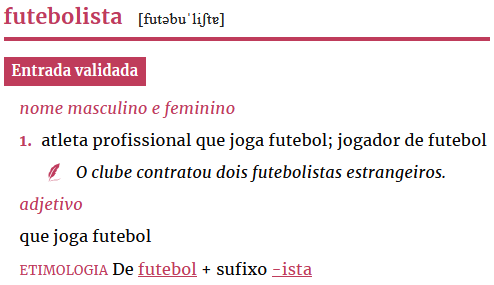 futebolista [futəbuˈliʃtɐ]
Entrada validada
nome masculino e feminino
1. atleta profissional que joga futebol; jogador de futebol
O clube contratou dois futebolistas estrangeiros.
adjetivo
que joga futebol
ETIMOLOGIA De futebol + sufixo -ista